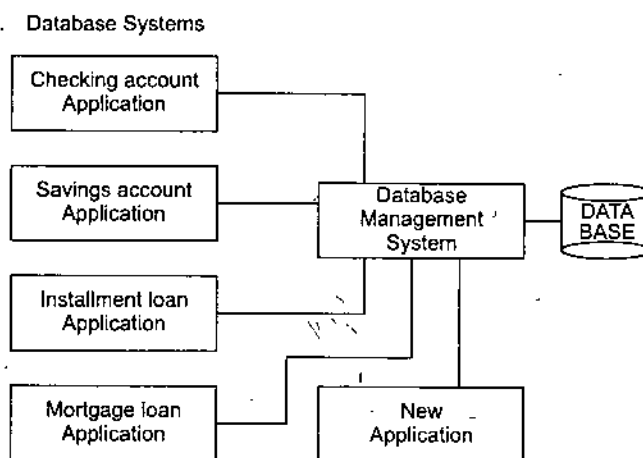 . Database Systems
Checking account
Application
Savings account
Application
Database
Management
System
DATA
BASE
Installment loan
Application
Mortgage loan
Application
New
Application